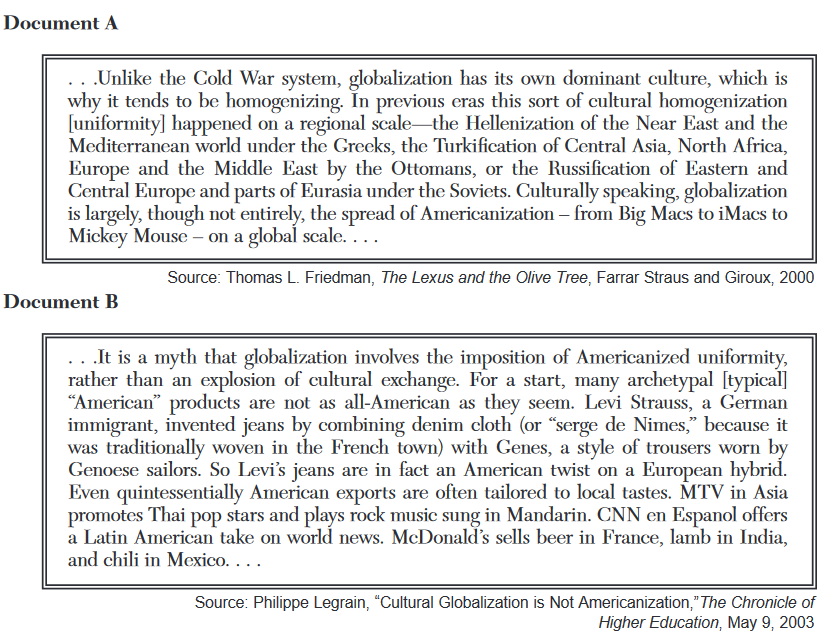 Document A
. . .Unlike the Cold War system, globalization has its own dominant culture, which is
why it tends to be homogenizing. In previous eras this sort of cultural homogenization
[uniformity] happened on a regional scale—the Hellenization of the Near East and the
Mediterranean world under the Greeks, the Turkification of Central Asia, North Africa,
Europe and the Middle East by the Ottomans, or the Russification of Eastern and
Central Europe and parts of Eurasia under the Soviets. Culturally speaking, globalization
is largely, though not entirely, the spread of Americanization – from Big Macs to iMacs to
Mickey Mouse – on a global scale. . . .
Source: Thomas L. Friedman, The Lexus and the Olive Tree, Farrar Straus and Giroux, 2000
Document B
. . .It is a myth that globalization involves the imposition of Americanized uniformity,
rather than an explosion of cultural exchange. For a start, many archetypal [typical]
“American” products are not as all-American as they seem. Levi Strauss, a German
immigrant, invented jeans by combining denim cloth (or “serge de Nimes,” because it
was traditionally woven in the French town) with Genes, a style of trousers worn by
Genoese sailors. So Levi’s jeans are in fact an American twist on a European hybrid.
Even quintessentially American exports are often tailored to local tastes. MTV in Asia
promotes Thai pop stars and plays rock music sung in Mandarin. CNN en Espanol offers
a Latin American take on world news. McDonald’s sells beer in France, lamb in India,
and chili in Mexico. . . .
Source: Philippe Legrain, “Cultural Globalization is Not Americanization,”The Chronicle of
Higher Education, May 9, 2003